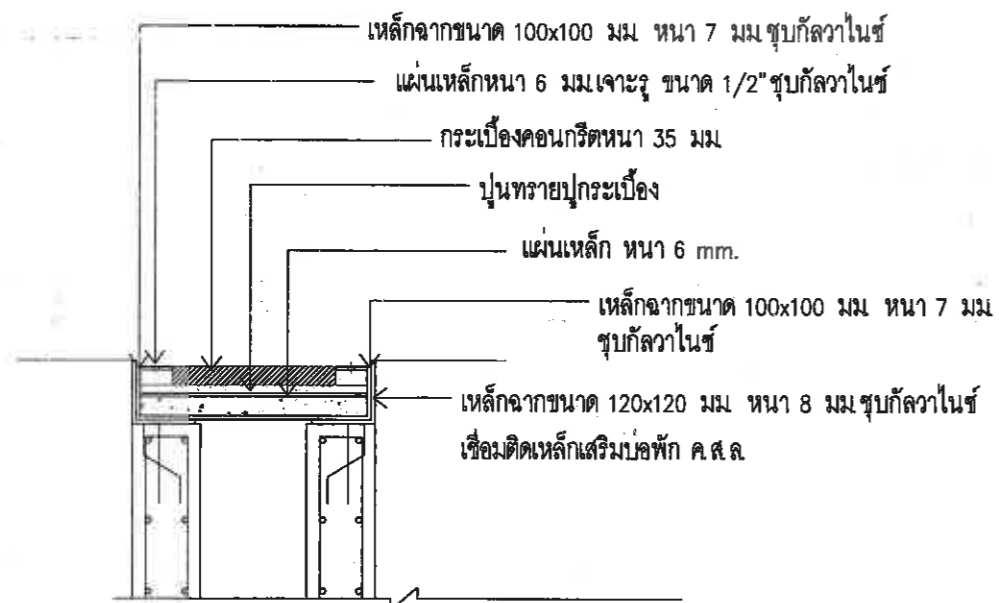 เหล็กฉากขนาด 100x100 มม. หนา 7 มม.ชุบกัลวาไนซ์
แผ่นเหล็กหนา 6 มม.เจาะรู ขนาด 1/2" ชุบกัลวาไนซ์
กระเบื้องคอนกรีตหนา 35 มม.
ปูนทรายปูกระเบื้อง
แผ่นเหล็ก หนา 6 mm.
เหล็กฉากขนาด 100x100 มม. หนา 7 มม.
ชุบกัลวาไนซ์
เหล็กฉากขนาด 120x120 มม. หนา 8 มม.ชุบกัลวาไนซ์
เชื่อมติดเหล็กเสริมบ่อพัก ค.ส.ล.